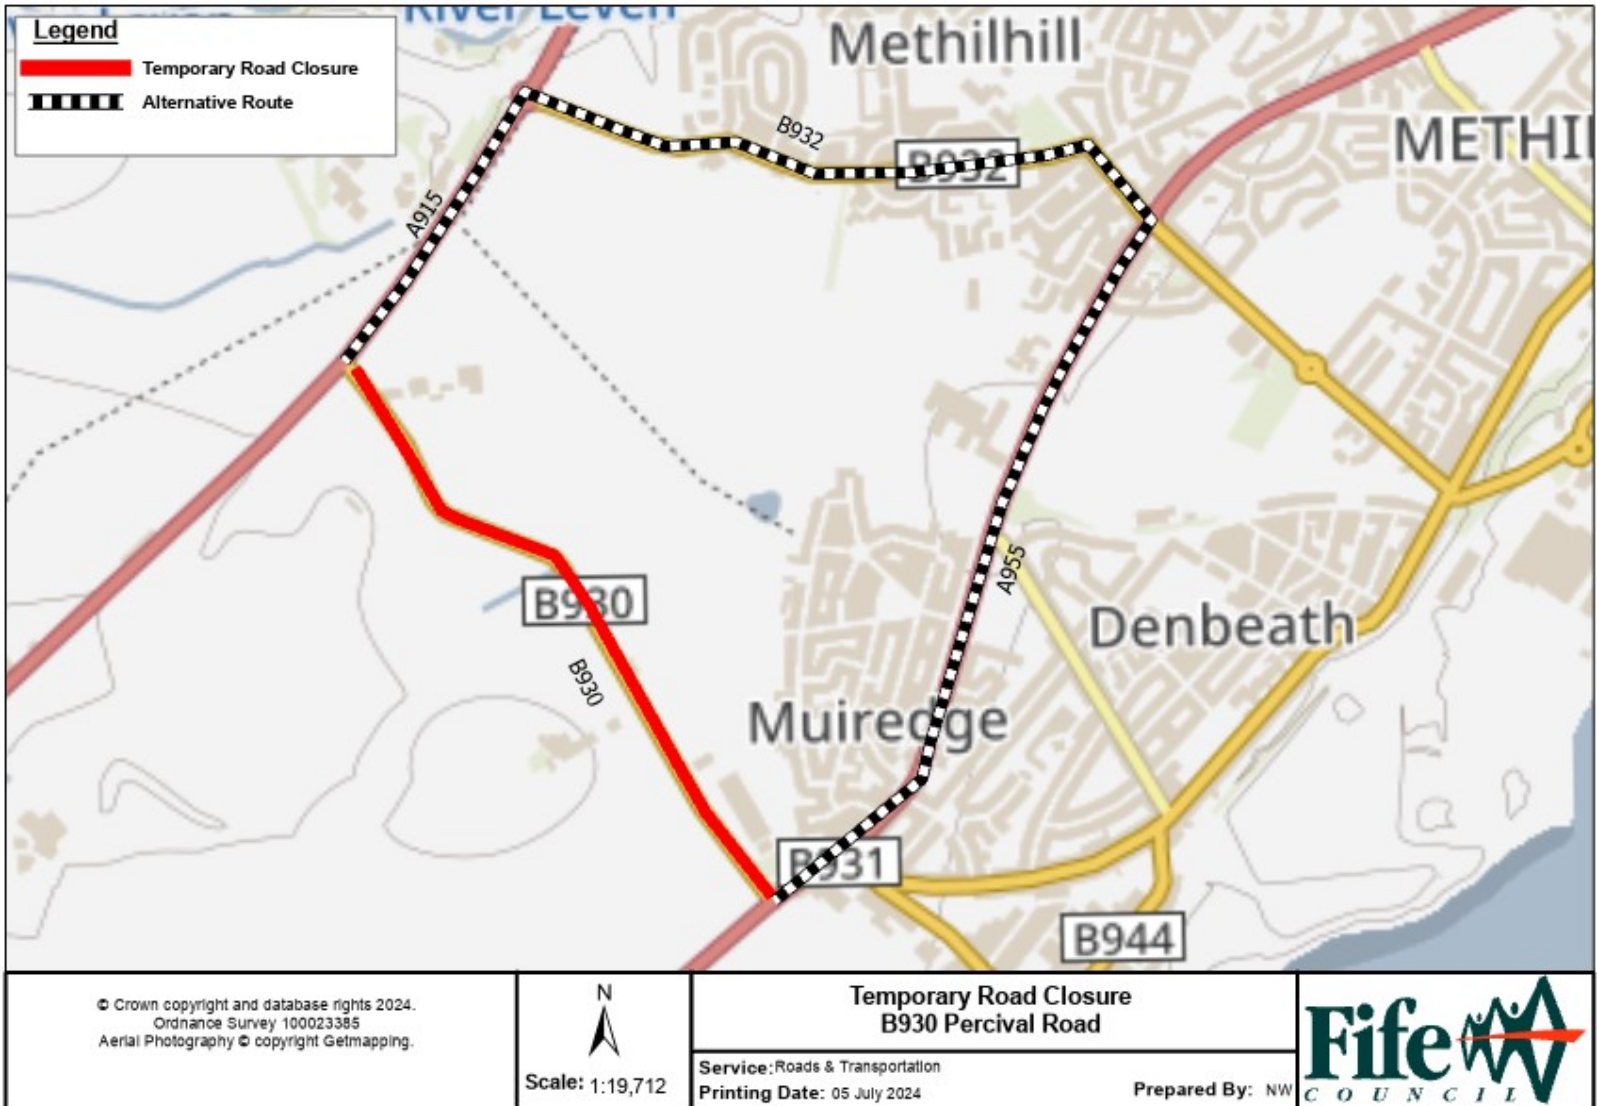 Legend
Temporary Road Closure
Alternative Route
River Leven
Methilhill
B932
B932
METHIL
A915
B930
B930
A955
Denbeath
Muiredge
B931
B944
© Crown copyright and database rights 2024.
Ordnance Survey 100023385
Aerial Photography © copyright Getmapping.
N
Scale: 1:19,712
Temporary Road Closure
B930 Percival Road
Service: Roads & Transportation
Printing Date: 05 July 2024
Prepared By: NW
Fife
COUNCIL